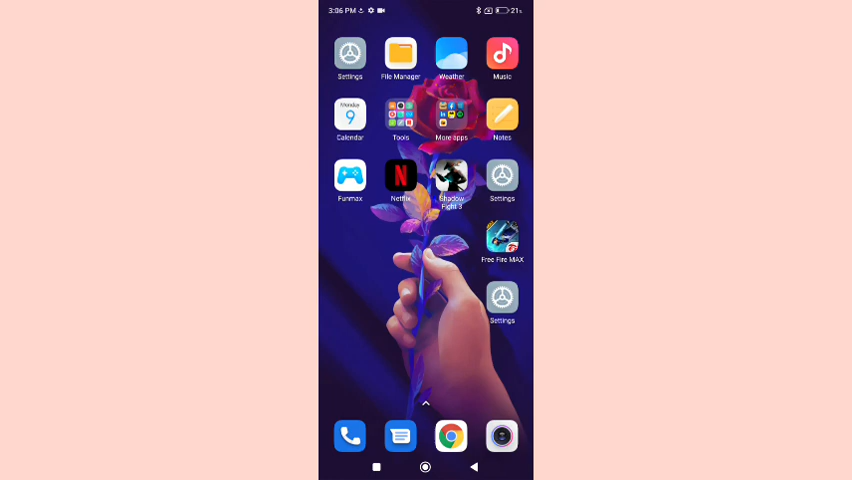 3:06 PM
21%
Settings
File Manager
Weather
Music
Monday
9
Calendar
Tools
More apps
Notes
Funmax
Netflix
Shadow
Fight 3
Settings
Free Fire MAX
Settings